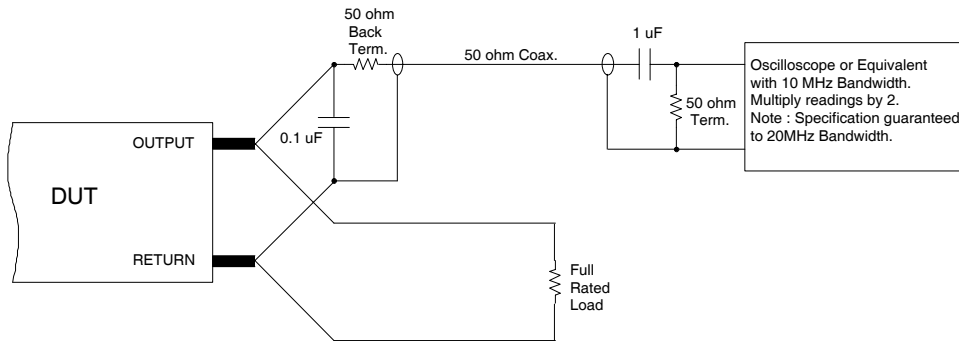 50 ohm
Back
Term.
50 ohm Coax.
1 uF
Oscilloscope or Equivalent
with 10 MHz Bandwidth.
Multiply readings by 2.
Note : Specification guaranteed
to 20MHz Bandwidth.
50 ohm
Term.
0.1 uF
OUTPUT
DUT
RETURN
Full
Rated
Load